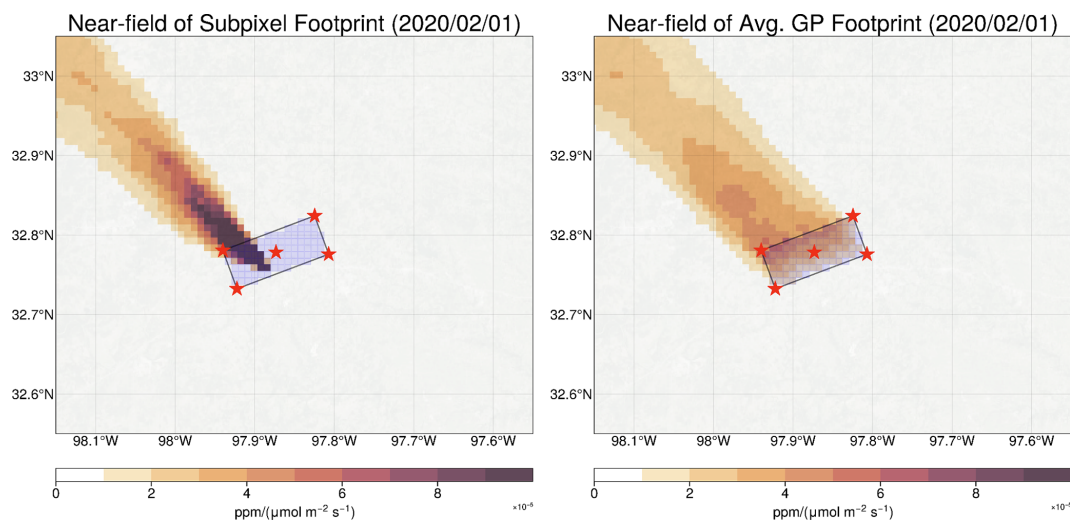 Near-field of Subpixel Footprint (2020/02/01)
33°N
32.9°N
32.8°N
32.7°N
32.6°N
98.1°W 98°W 97.9°W 97.8°W 97.7°W 97.6°W
0 2 4 6 8
×10⁻⁵
ppm/(μmol m⁻² s⁻¹)
Near-field of Avg. GP Footprint (2020/02/01)
33°N
32.9°N
32.8°N
32.7°N
32.6°N
98.1°W 98°W 97.9°W 97.8°W 97.7°W 97.6°W
0 2 4 6 8
×10⁻⁵
ppm/(μmol m⁻² s⁻¹)